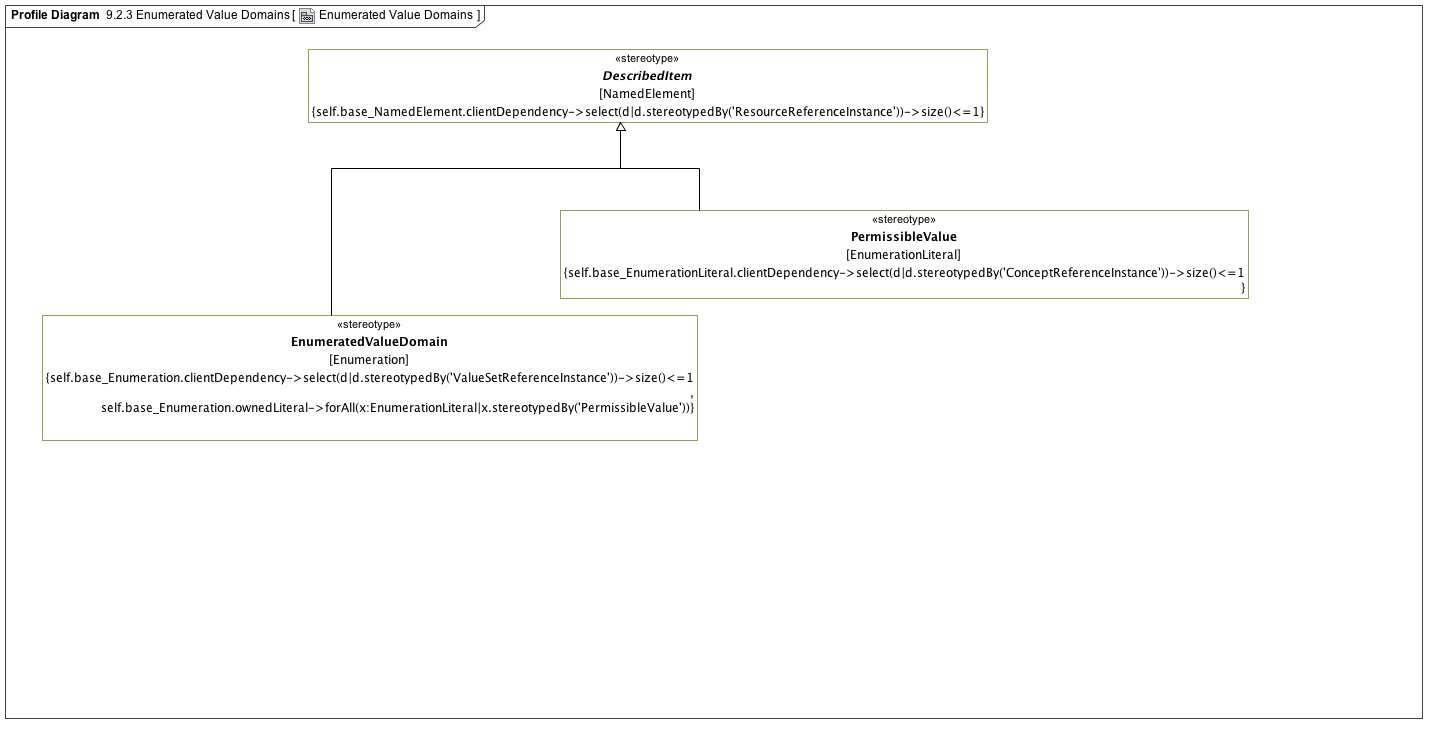 Profile Diagram 9.2.3 Enumerated Value Domains [ Enumerated Value Domains ]
«stereotype»
DescribedItem
[NamedElement]
{self.base_NamedElement.clientDependency->select(d|d.stereotypedBy('ResourceReferenceInstance'))->size()<=1}
«stereotype»
PermissibleValue
[EnumerationLiteral]
{self.base_EnumerationLiteral.clientDependency->select(d|d.stereotypedBy('ConceptReferenceInstance'))->size()<=1
}
«stereotype»
EnumeratedValueDomain
[Enumeration]
{self.base_Enumeration.clientDependency->select(d|d.stereotypedBy('ValueSetReferenceInstance'))->size()<=1
,
self.base_Enumeration.ownedLiteral->forAll(x:EnumerationLiteral|x.stereotypedBy('PermissibleValue'))}